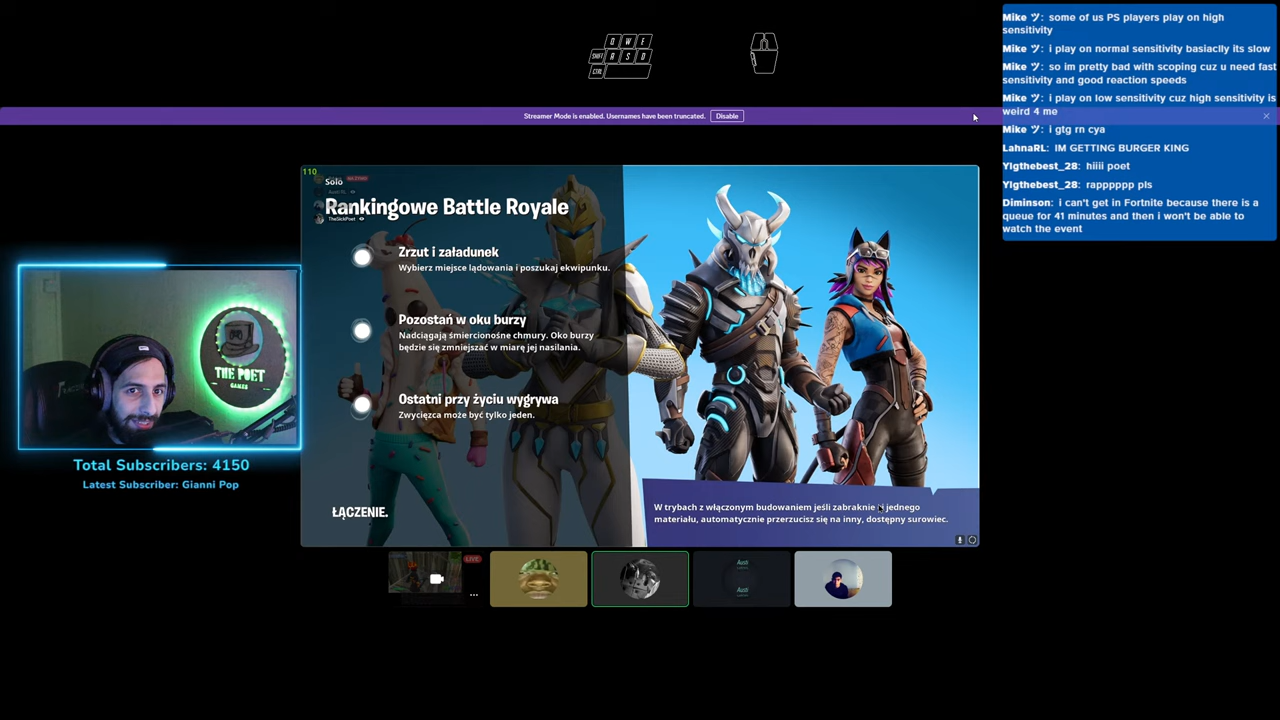 Q W E
SHIFT A S D
CTRL
Streamer Mode is enabled. Usernames have been truncated. Disable
Mike ツ: some of us PS players play on high
sensitivity
Mike ツ: i play on normal sensitivity basiaclly its slow
Mike ツ: so im pretty bad with scoping cuz u need fast
sensitivity and good reaction speeds
Mike ツ: i play on low sensitivity cuz high sensitivity is
weird 4 me
Mike ツ: i gtg rn cya
LahnaRL: IM GETTING BURGER KING
Ylgthebest_28: hiiii poet
Ylgthebest_28: rapppppp pls
Diminson: i can't get in Fortnite because there is a
queue for 41 minutes and then i won't be able to
watch the event
110
Solo
TheSickPoet
Rankingowe Battle Royale
Zrzut i załadunek
Wybierz miejsce lądowania i poszukaj ekwipunku.
Pozostań w oku burzy
Nadciągają śmiercionośne chmury. Oko burzy
będzie się zmniejszać w miarę jej nasilania.
Ostatni przy życiu wygrywa
Zwycięzca może być tylko jeden.
ŁĄCZENIE.
W trybach z włączonym budowaniem jeśli zabraknie ci jednego
materiału, automatycznie przerzucisz się na inny, dostępny surowiec.
THE POET
GAMES
Total Subscribers: 4150
Latest Subscriber: Gianni Pop
LIVE
Austi
Austi